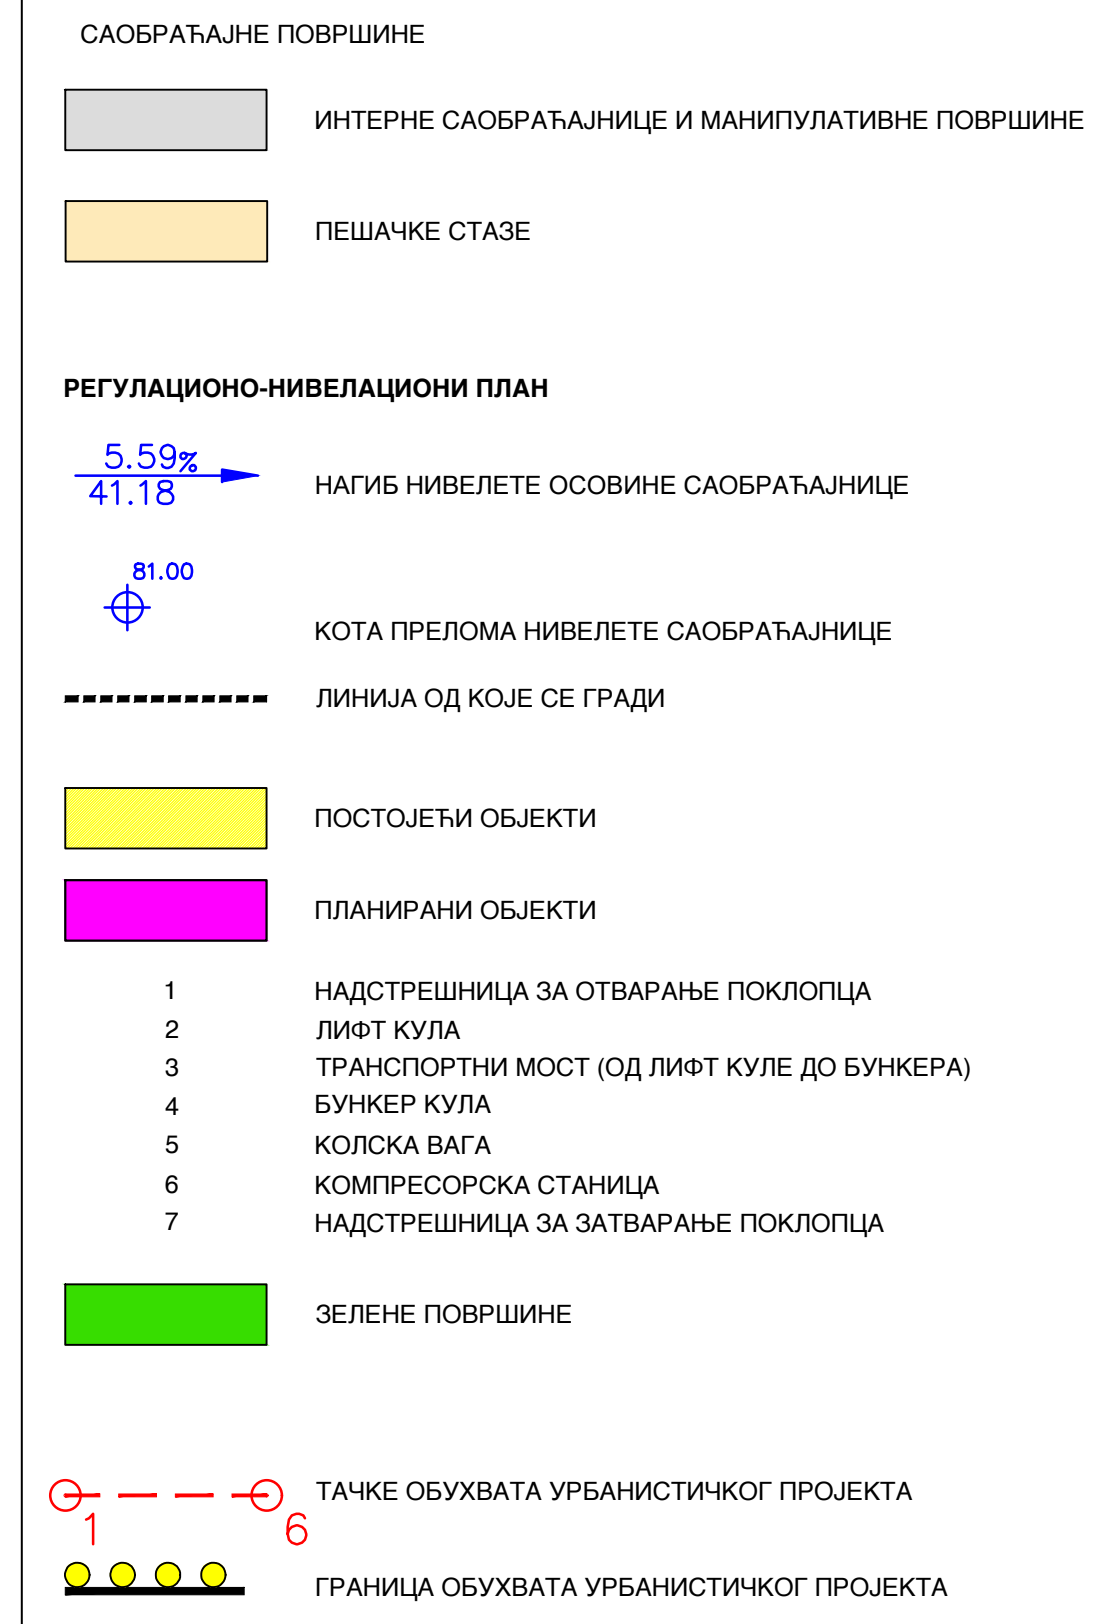 САОБРАЋАЈНЕ ПОВРШИНЕ
ИНТЕРНЕ САОБРАЋАЈНИЦЕ И МАНИПУЛАТИВНЕ ПОВРШИНЕ
ПЕШАЧКЕ СТАЗЕ
РЕГУЛАЦИОНО-НИВЕЛАЦИОНИ ПЛАН
5.59%
41.18
НАГИБ НИВЕЛЕТЕ ОСОВИНЕ САОБРАЋАЈНИЦЕ
81.00
КОТА ПРЕЛОМА НИВЕЛЕТЕ САОБРАЋАЈНИЦЕ
ЛИНИЈА ОД КОЈЕ СЕ ГРАДИ
ПОСТОЈЕЋИ ОБЈЕКТИ
ПЛАНИРАНИ ОБЈЕКТИ
1 НАДСТРЕШНИЦА ЗА ОТВАРАЊЕ ПОКЛОПЦА
2 ЛИФТ КУЛА
3 ТРАНСПОРТНИ МОСТ (ОД ЛИФТ КУЛЕ ДО БУНКЕРА)
4 БУНКЕР КУЛА
5 КОЛСКА ВАГА
6 КОМПРЕСОРСКА СТАНИЦА
7 НАДСТРЕШНИЦА ЗА ЗАТВАРАЊЕ ПОКЛОПЦА
ЗЕЛЕНЕ ПОВРШИНЕ
ТАЧКЕ ОБУХВАТА УРБАНИСТИЧКОГ ПРОЈЕКТА
1 6
ГРАНИЦА ОБУХВАТА УРБАНИСТИЧКОГ ПРОЈЕКТА